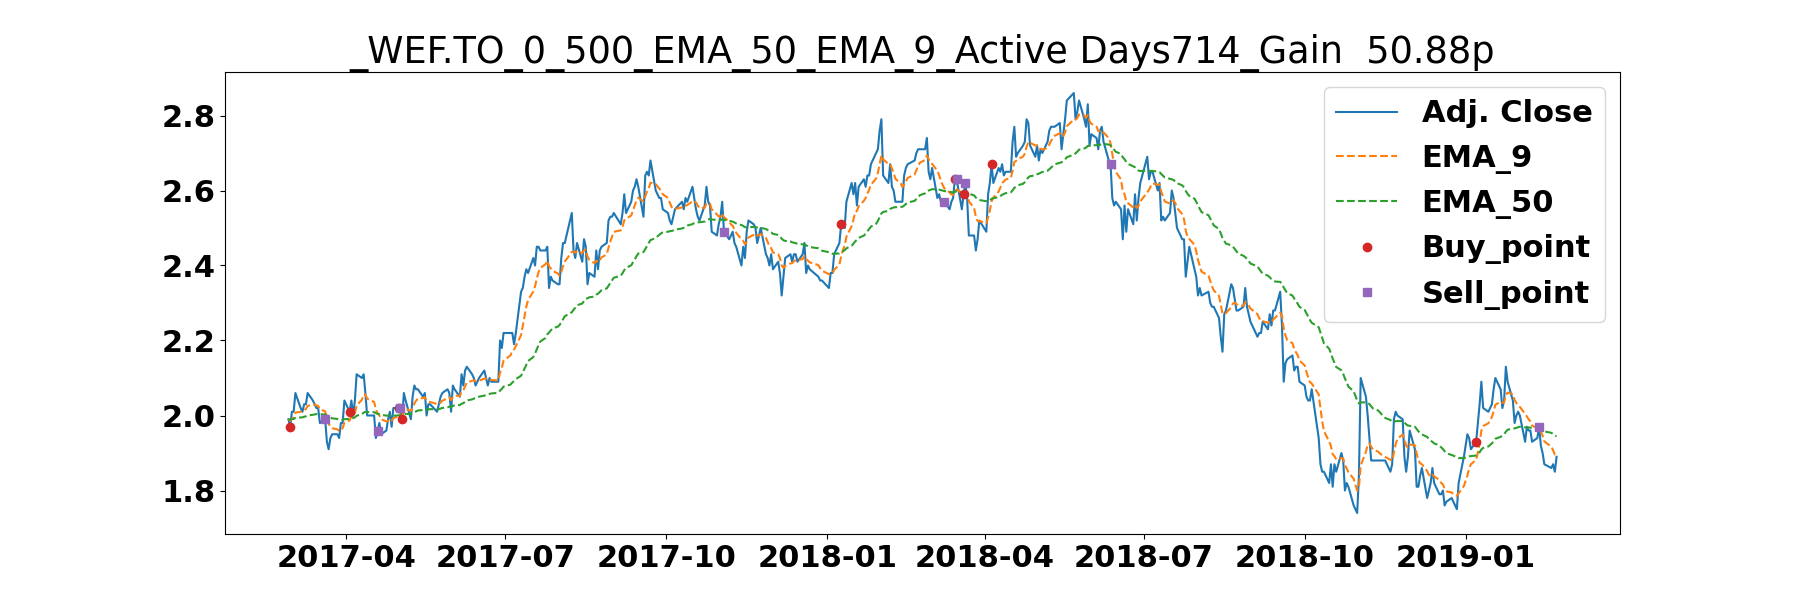 _WEF.TO_0_500_EMA_50_EMA_9_Active Days714_Gain  50.88p
2.8
2.6
2.4
2.2
2.0
1.8
Adj. Close
EMA_9
EMA_50
Buy_point
Sell_point
2017-04 2017-07 2017-10 2018-01 2018-04 2018-07 2018-10 2019-01